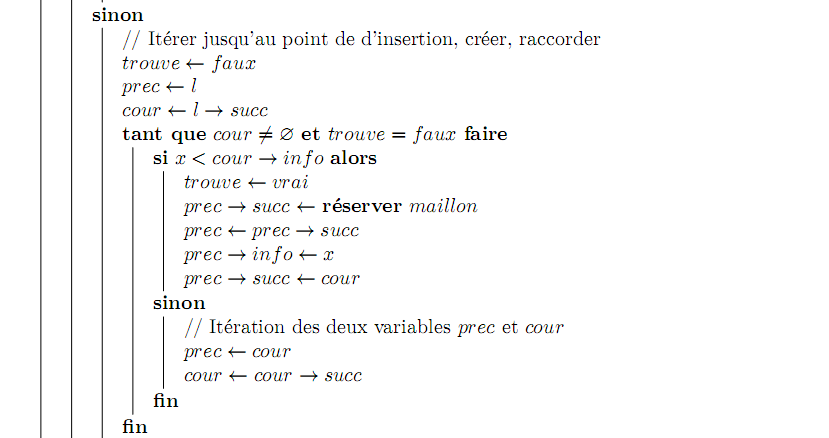 sinon
// Itérer jusqu'au point de d'insertion, créer, raccorder
trouve ← faux
prec ← l
cour ← l → succ
tant que cour ≠ ∅ et trouve = faux faire
si x < cour → info alors
trouve ← vrai
prec → succ ← réserver maillon
prec ← prec → succ
prec → info ← x
prec → succ ← cour
sinon
// Itération des deux variables prec et cour
prec ← cour
cour ← cour → succ
fin
fin